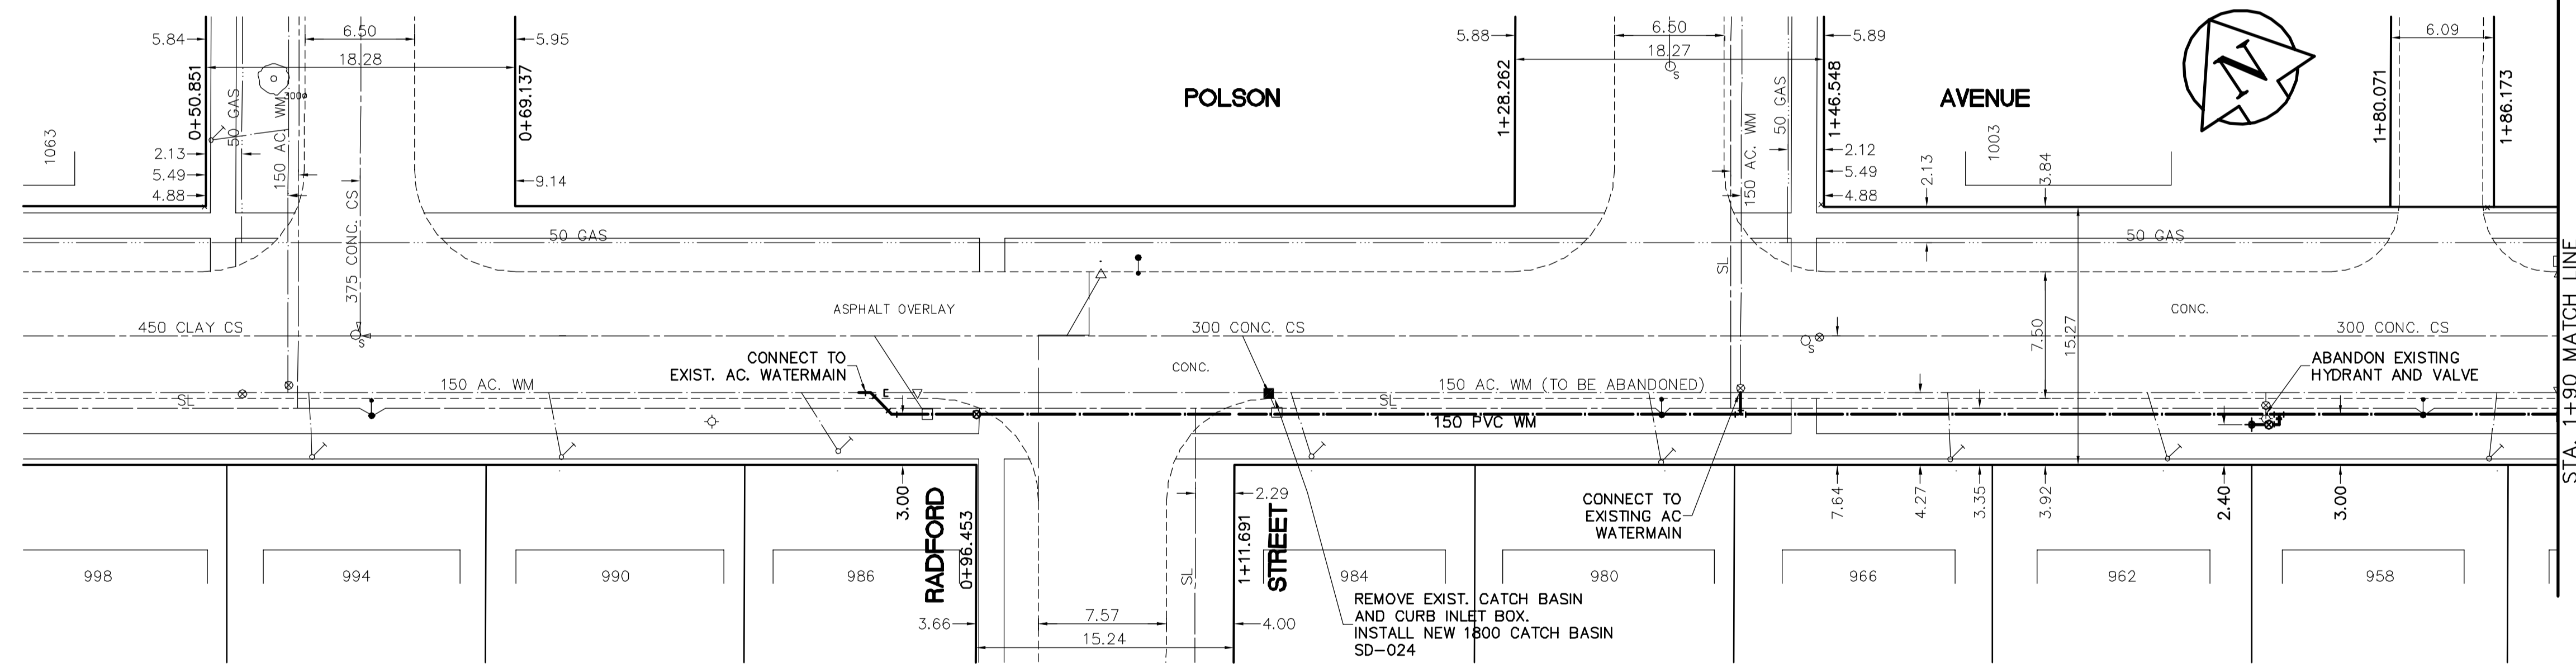 5.84
6.50
18.28
5.95
0+50.851
0+69.137
50 GAS
150 AC. WM
300ø
375 CONC. CS
1063
2.13
5.49
4.88
9.14
POLSON
AVENUE
5.88
6.50
18.27
5.89
S
1+28.262
1+46.548
150 AC. WM
50 GAS
2.12
5.49
4.88
2.13
1003
3.84
N
6.09
1+80.071
1+86.173
50 GAS
50 GAS
SL
ASPHALT OVERLAY
CONC.
450 CLAY CS
S
300 CONC. CS
S
300 CONC. CS
7.50
15.27
STA. 1+90 MATCH LINE
CONNECT TO
EXIST. AC. WATERMAIN
CONC.
ABANDON EXISTING
HYDRANT AND VALVE
150 AC. WM
SL
E
150 AC. WM (TO BE ABANDONED)
SL
150 PVC WM
3.00
RADFORD
0+96.453
2.29
1+11.691
STREET
SL
CONNECT TO
EXISTING AC
WATERMAIN
7.64
4.27
3.35
3.92
2.40
3.00
998
994
990
986
984
980
966
962
958
3.66
7.57
15.24
4.00
REMOVE EXIST. CATCH BASIN
AND CURB INLET BOX.
INSTALL NEW 1800 CATCH BASIN
SD-024